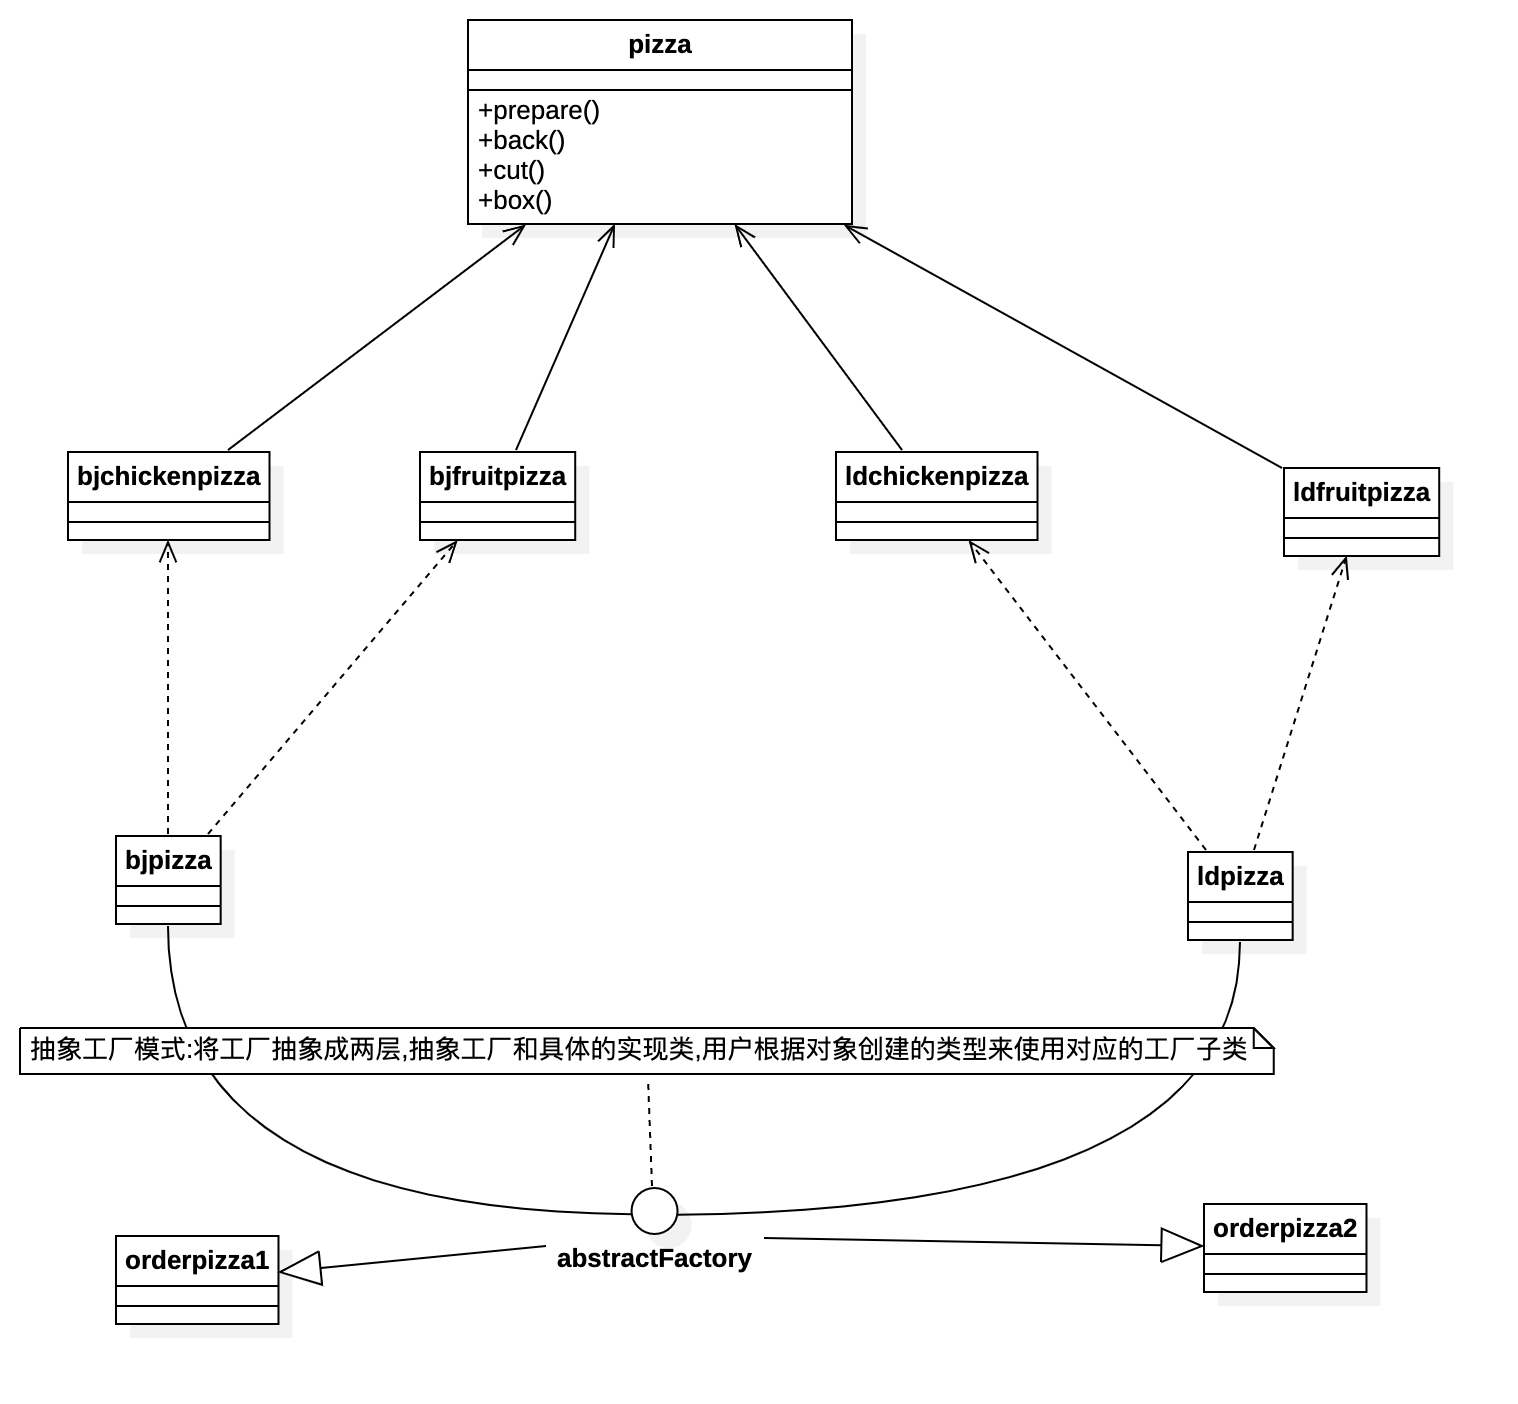 pizza
+prepare()
+back()
+cut()
+box()
bjchickenpizza
bjfruitpizza
ldchickenpizza
ldfruitpizza
bjpizza
ldpizza
抽象工厂模式:将工厂抽象成两层,抽象工厂和具体的实现类,用户根据对象创建的类型来使用对应的工厂子类
orderpizza1
abstractFactory
orderpizza2